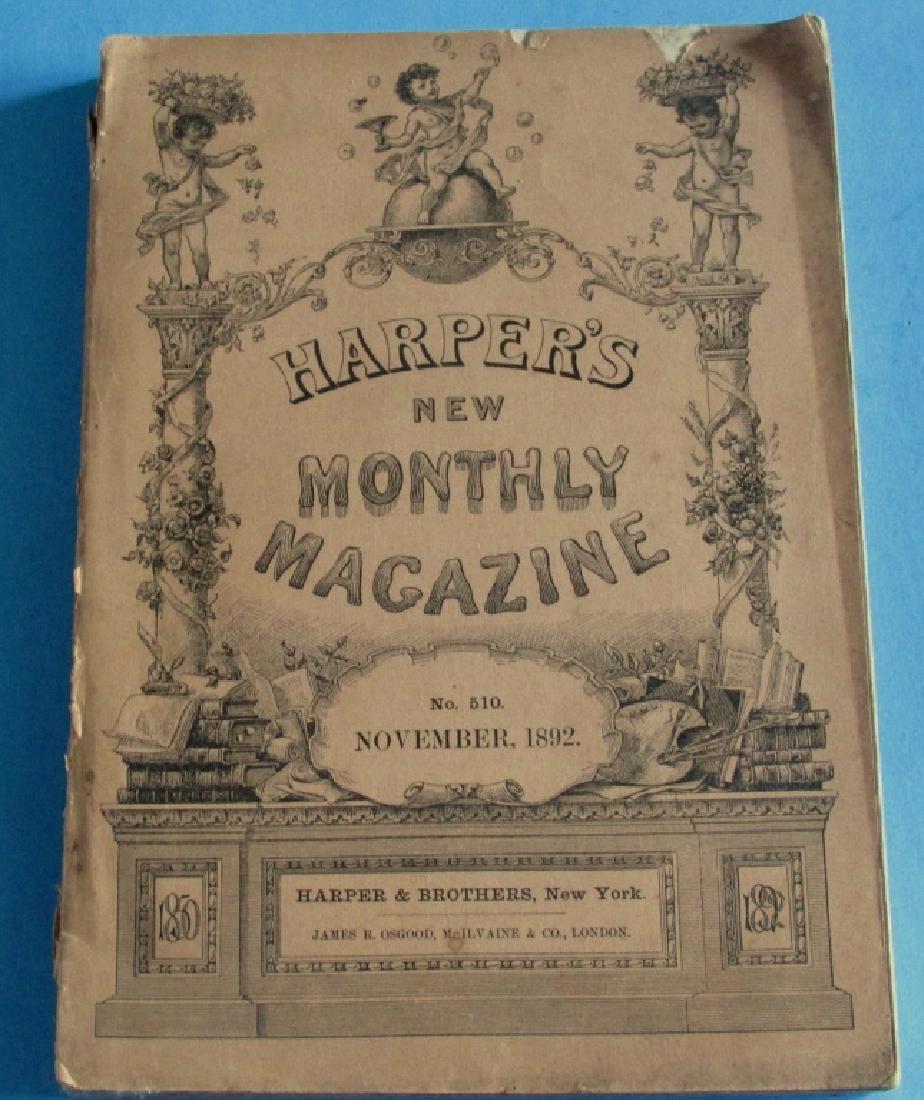 HARPER'S
NEW
MONTHLY
MAGAZINE
No. 510.
NOVEMBER, 1892.
1850
HARPER & BROTHERS, New York.
JAMES R. OSGOOD, McILVAINE & CO., LONDON.
1892